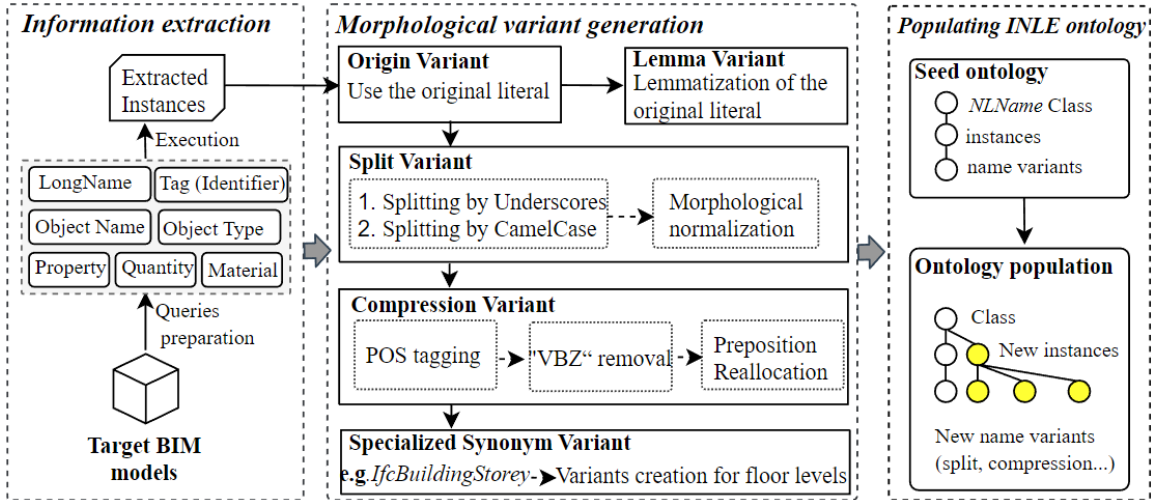 Information extraction
Extracted
Instances
Execution
LongName
Tag (Identifier)
Object Name
Object Type
Property
Quantity
Material
Queries
preparation
Target BIM
models
Morphological variant generation
Origin Variant
Use the original literal
Lemma Variant
Lemmatization of the
original literal
Split Variant
1. Splitting by Underscores
2. Splitting by CamelCase
Morphological
normalization
Compression Variant
POS tagging
"VBZ“ removal
Preposition
Reallocation
Specialized Synonym Variant
e.g.IfcBuildingStorey
Variants creation for floor levels
Populating INLE ontology
Seed ontology
NLName Class
instances
name variants
Ontology population
Class
New instances
New name variants
(split, compression...)